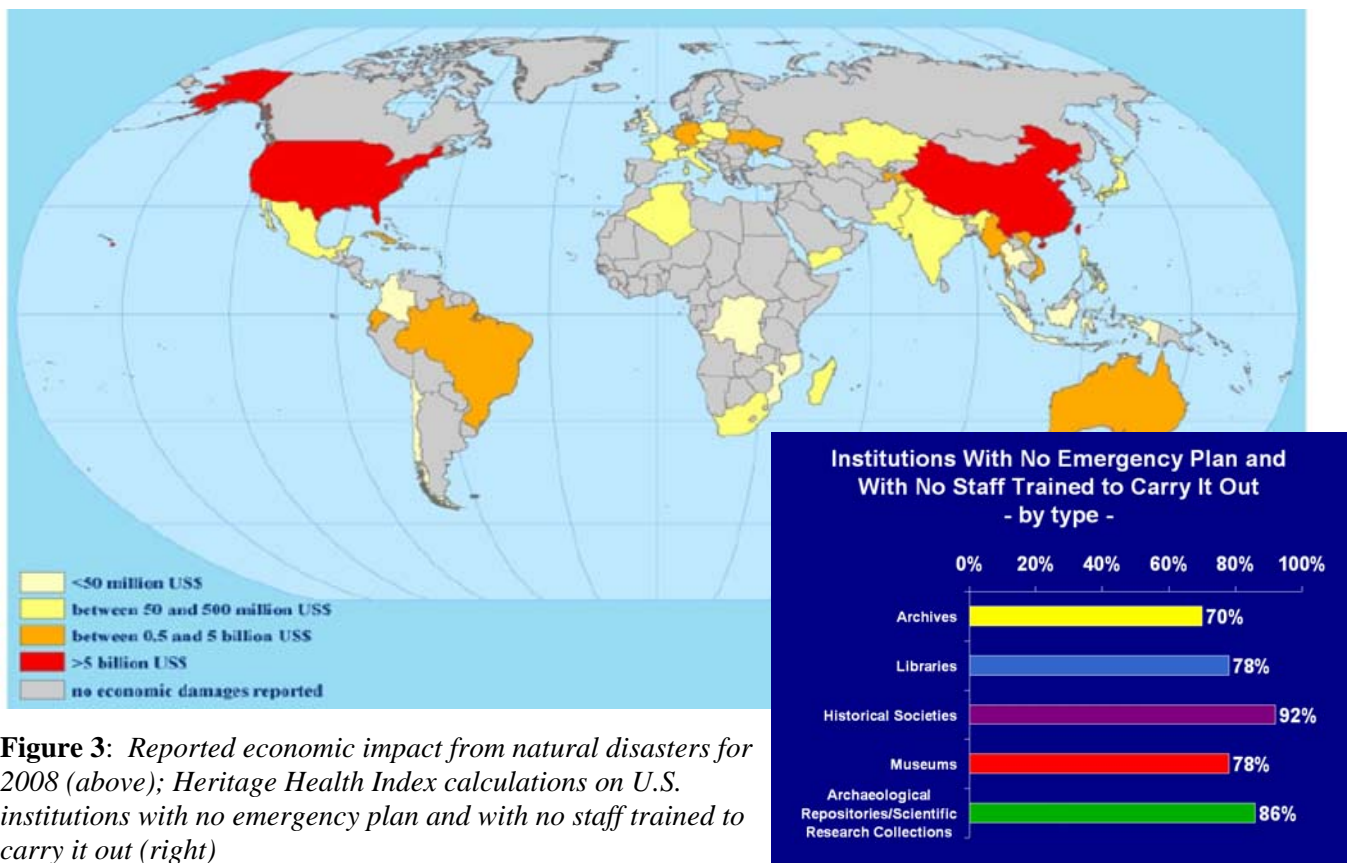 <50 million US$
between 50 and 500 million US$
between 0,5 and 5 billion US$
>5 billion US$
no economic damages reported
Institutions With No Emergency Plan and
With No Staff Trained to Carry It Out
- by type -
0% 20% 40% 60% 80% 100%
Archives 70%
Libraries 78%
Historical Societies 92%
Museums 78%
Archaeological
Repositories/Scientific
Research Collections 86%
Figure 3: Reported economic impact from natural disasters for
2008 (above); Heritage Health Index calculations on U.S.
institutions with no emergency plan and with no staff trained to
carry it out (right)